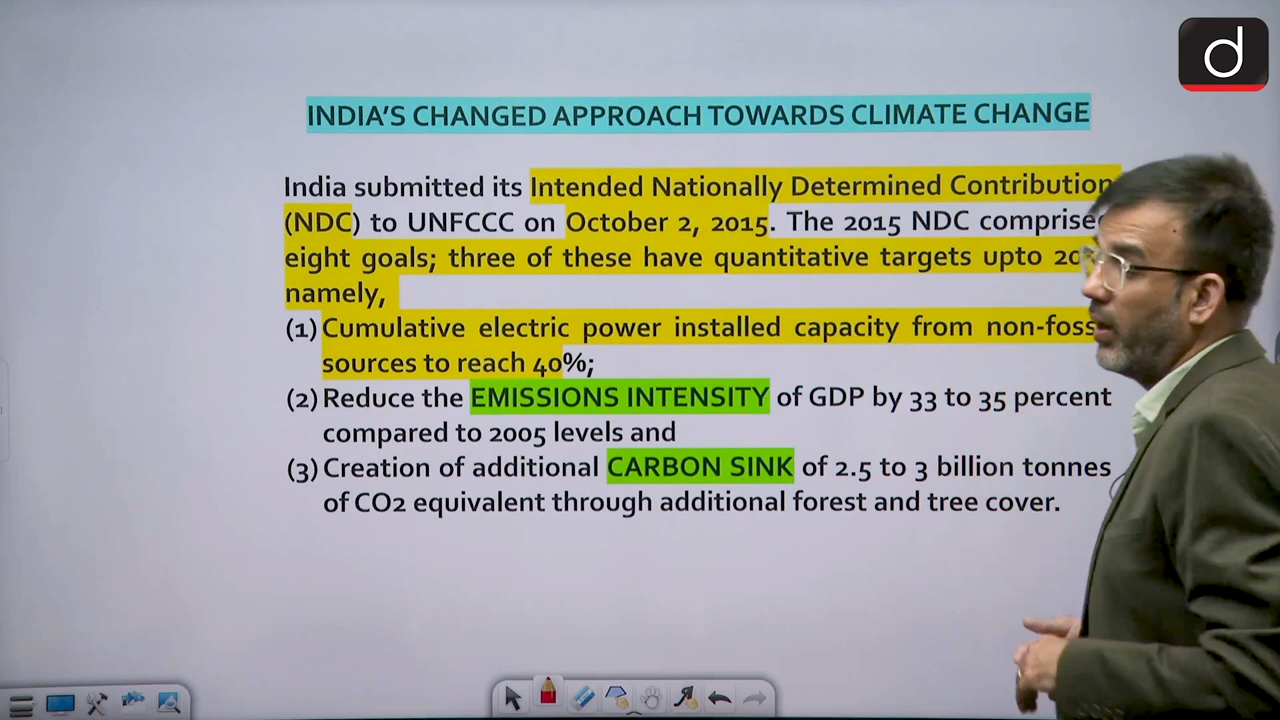 d
INDIA'S CHANGED APPROACH TOWARDS CLIMATE CHANGE
India submitted its Intended Nationally Determined Contribution
(NDC) to UNFCCC on October 2, 2015. The 2015 NDC comprise
eight goals; three of these have quantitative targets upto 20
namely,
(1) Cumulative electric power installed capacity from non-foss
sources to reach 40%;
(2) Reduce the EMISSIONS INTENSITY of GDP by 33 to 35 percent
compared to 2005 levels and
(3) Creation of additional CARBON SINK of 2.5 to 3 billion tonnes
of CO2 equivalent through additional forest and tree cover.